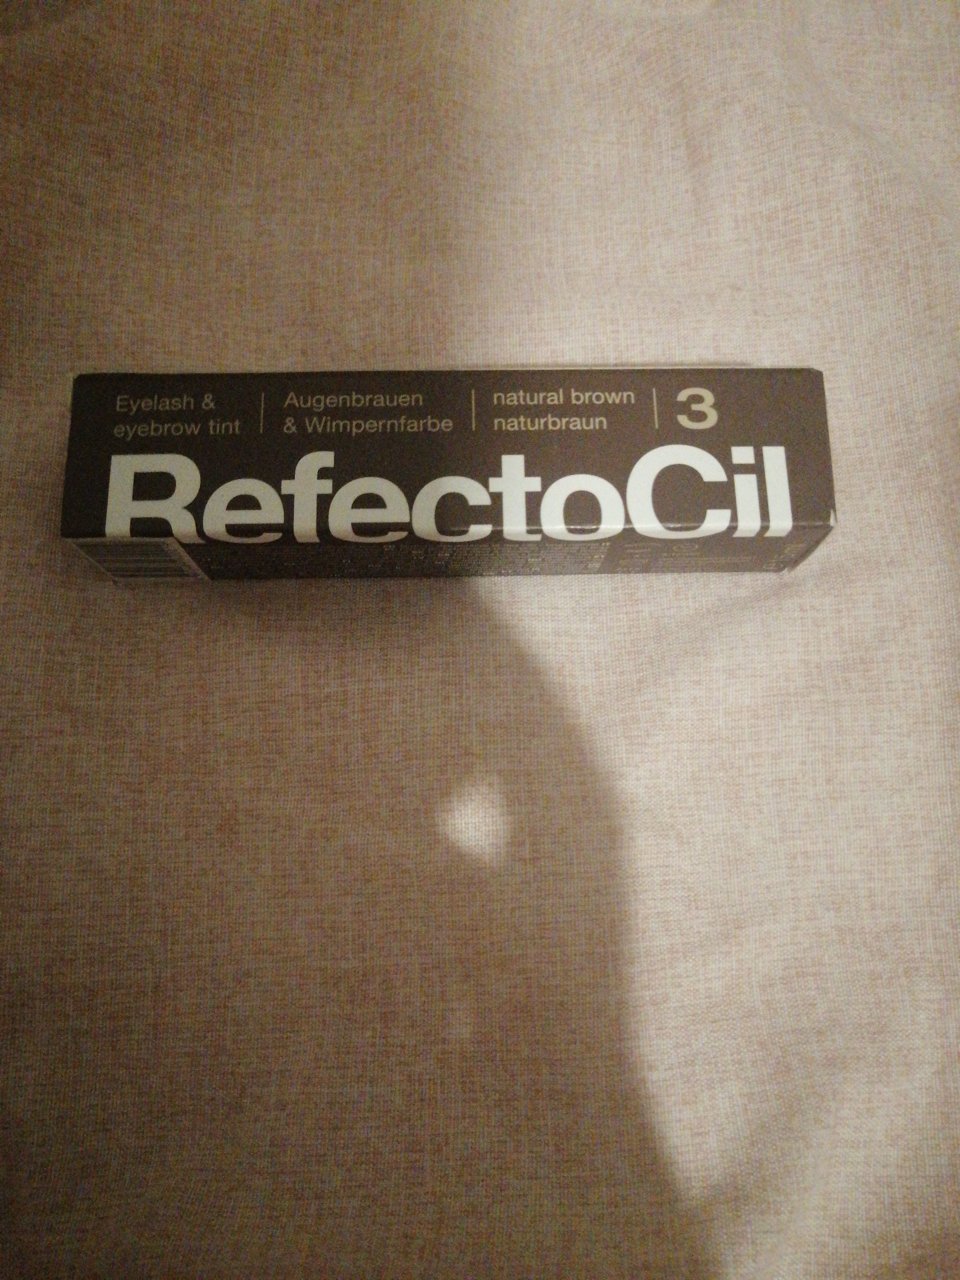 Eyelash &
eyebrow tint
Augenbrauen
& Wimpernfarbe
natural brown
naturbraun
3
RefectoCil